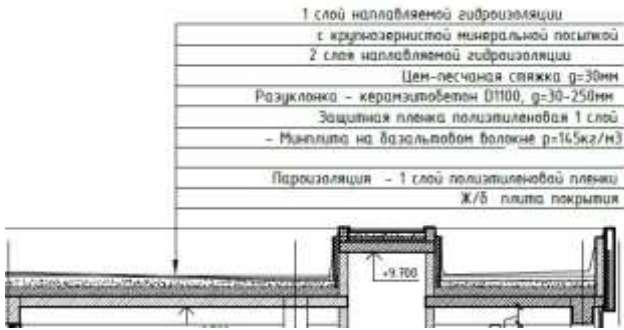 1 слой наплавляемой гидроизоляции
с крупнозернистой минеральной посыпкой
2 слоя наплавляемой гидроизоляции
Цем-песчаная стяжка g=30мм
Разуклонка - керамзитобетон D1100, g=30-250мм
Защитная пленка полиэтиленовая 1 слой
- Минплита на базальтовом волокне p=145кг/м3
Пароизоляция - 1 слой полиэтиленовой пленки
Ж/б плита покрытия
+9.700